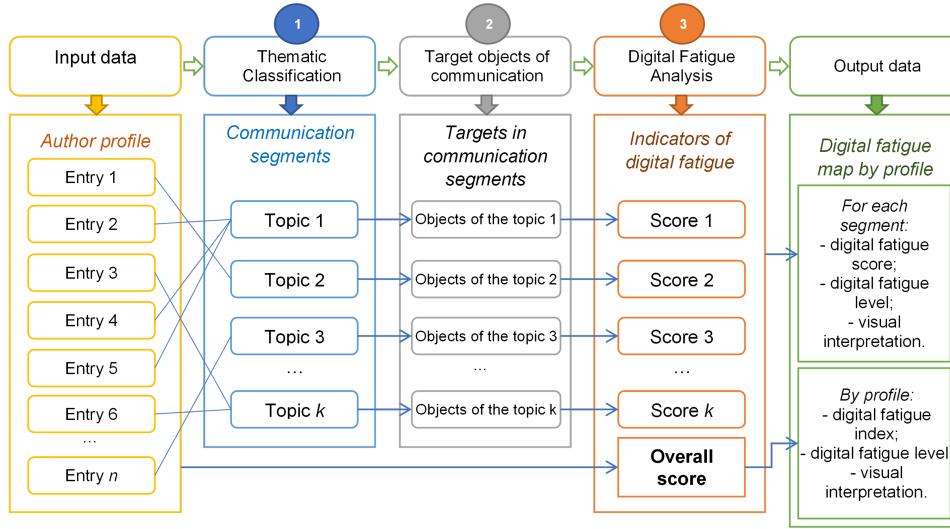 1
2
3
Input data
Thematic
Classification
Target objects of
communication
Digital Fatigue
Analysis
Output data
Author profile
Entry 1
Entry 2
Entry 3
Entry 4
Entry 5
Entry 6
...
Entry n
Communication
segments
Topic 1
Topic 2
Topic 3
...
Topic k
Targets in
communication
segments
Objects of the topic 1
Objects of the topic 2
Objects of the topic 3
...
Objects of the topic k
Indicators of
digital fatigue
Score 1
Score 2
Score 3
...
Score k
Overall
score
Digital fatigue
map by profile
For each
segment:
- digital fatigue
score;
- digital fatigue
level;
- visual
interpretation.
By profile:
- digital fatigue
index;
- digital fatigue level
- visual
interpretation.